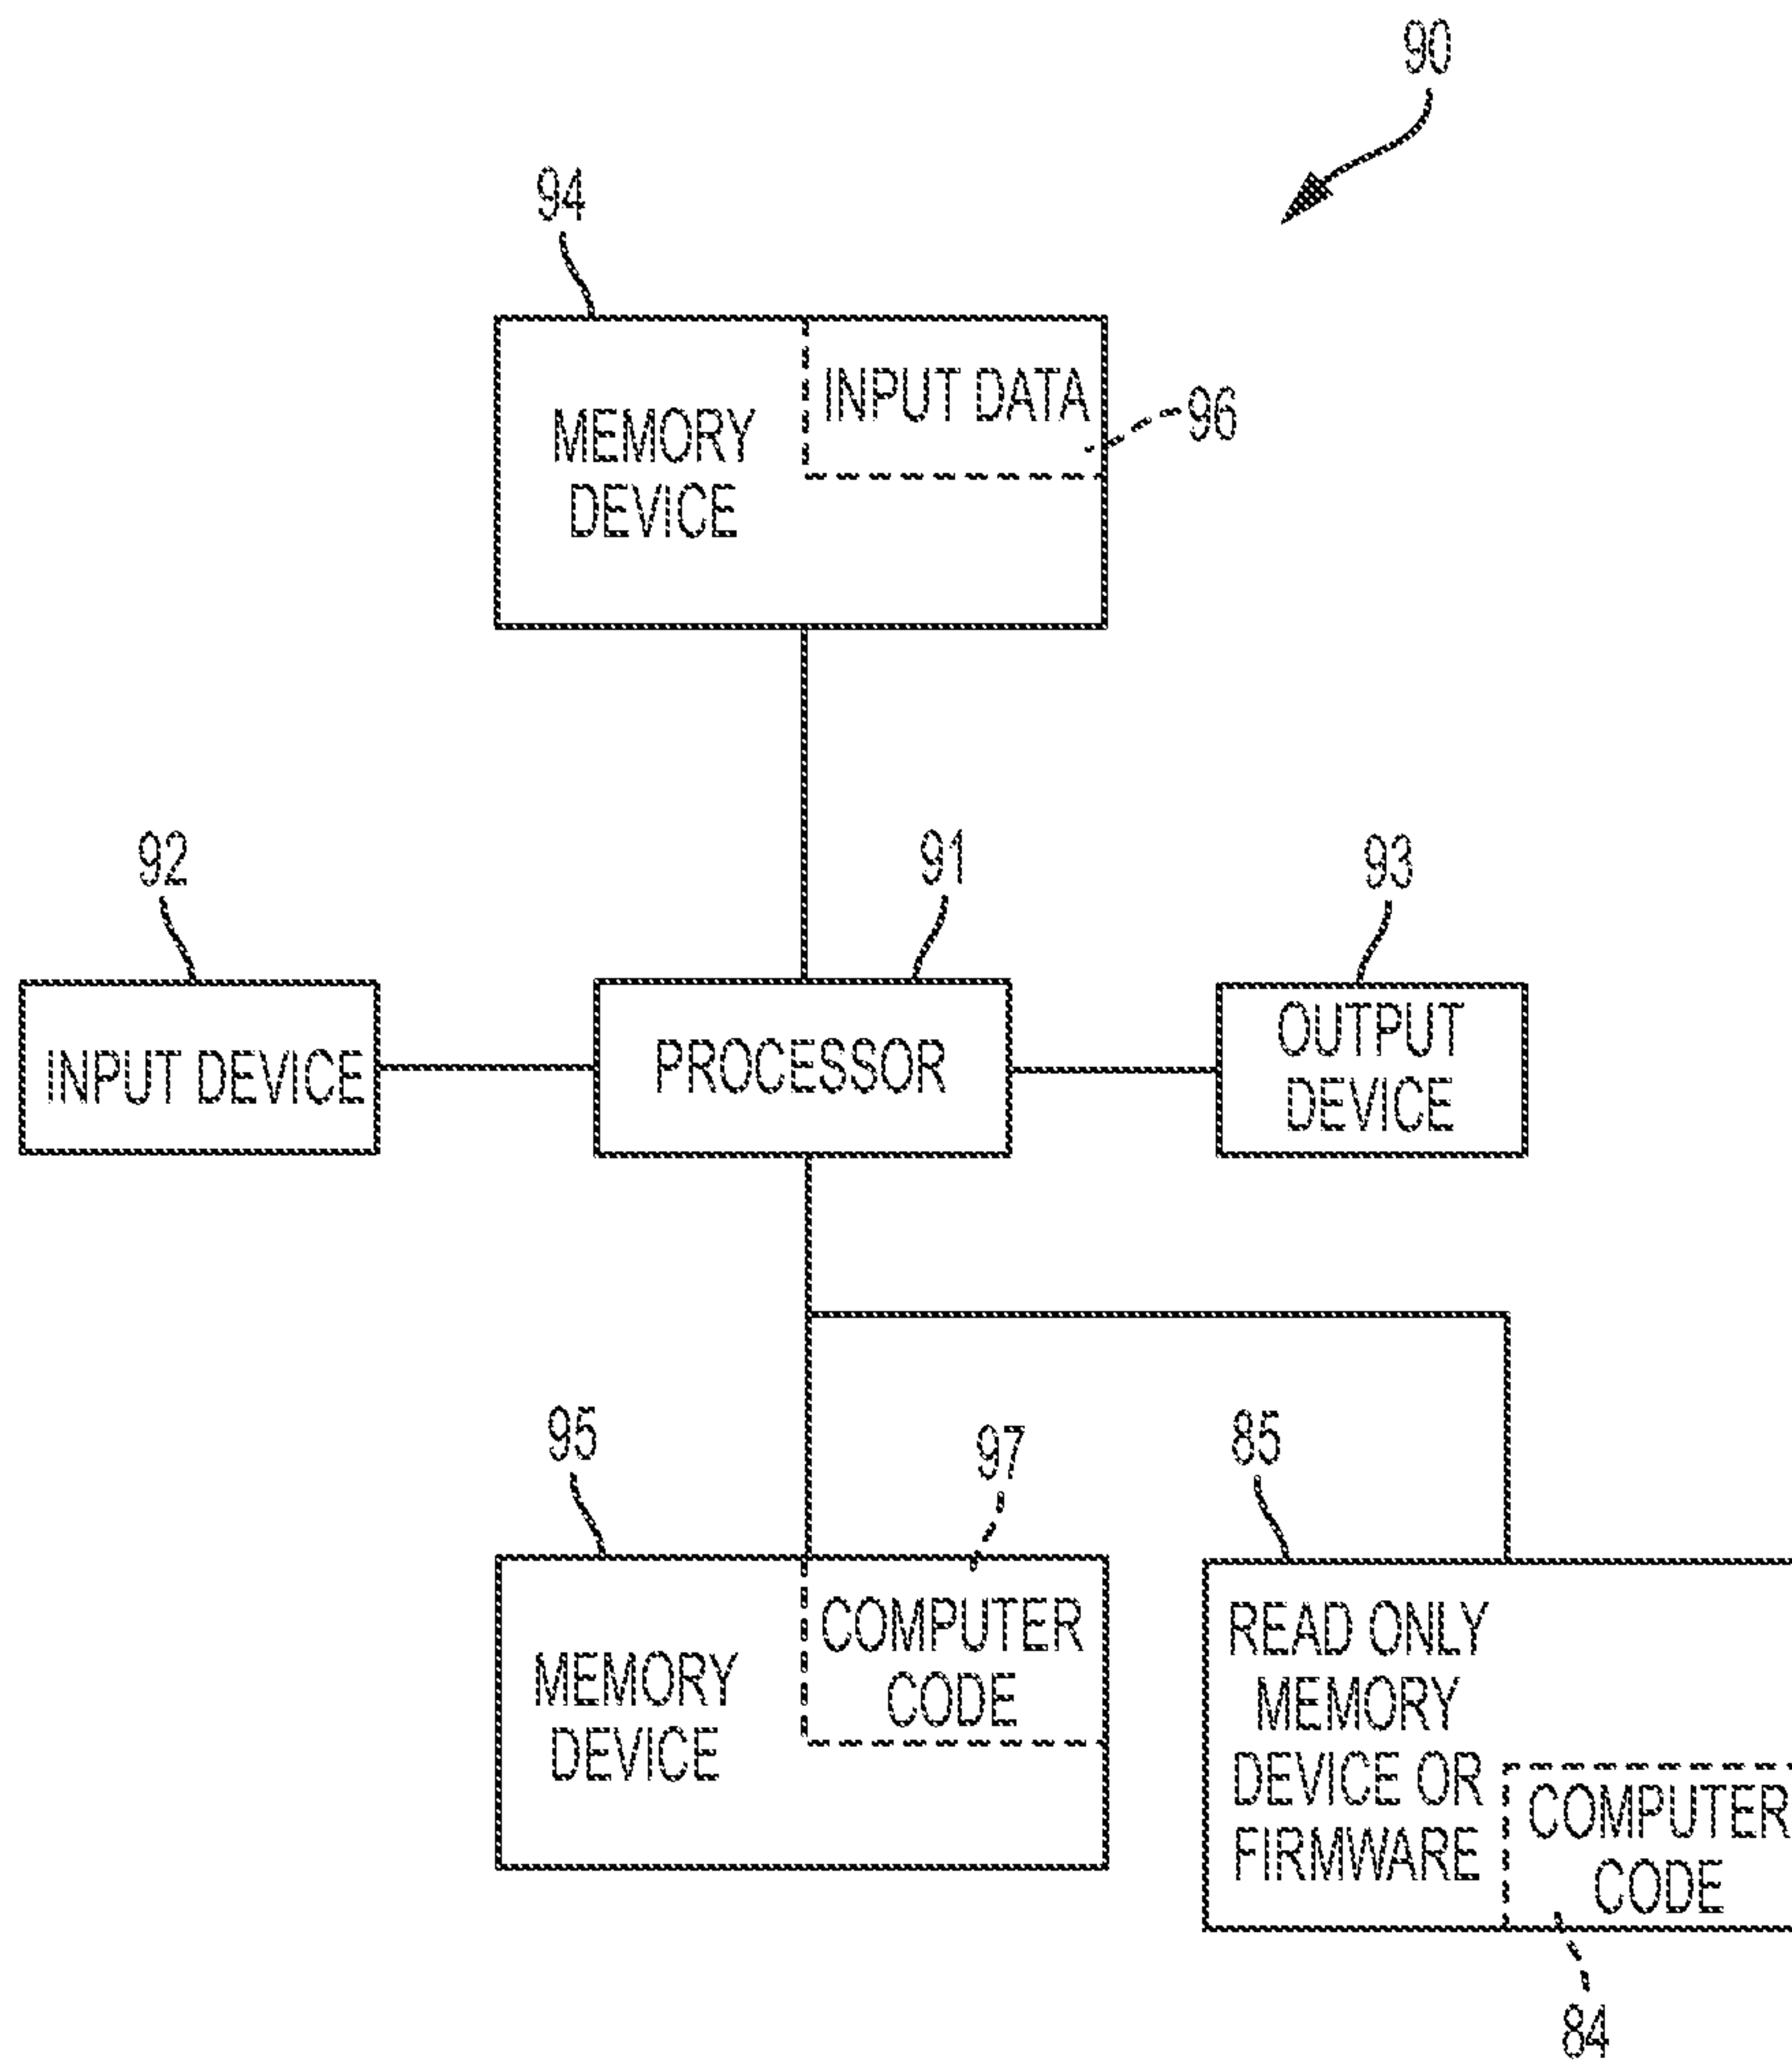 90
94
INPUT DATA
96
MEMORY
DEVICE
92
91
93
INPUT DEVICE
PROCESSOR
OUTPUT
DEVICE
95
97
85
MEMORY
DEVICE
COMPUTER
CODE
READ ONLY
MEMORY
DEVICE OR
FIRMWARE
COMPUTER
CODE
84